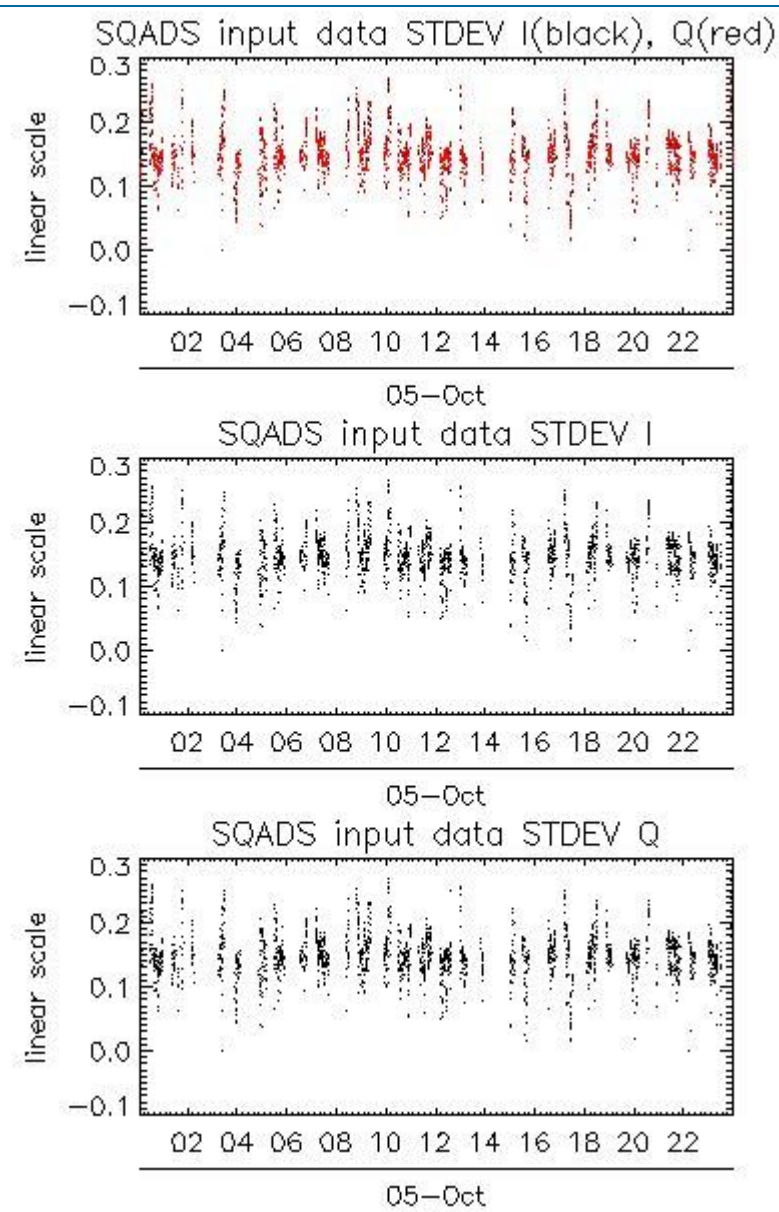 SQADS input data STDEV I(black), Q(red)
0.3
0.2
0.1
0.0
−0.1
linear scale
02 04 06 08 10 12 14 16 18 20 22
05−Oct
SQADS input data STDEV I
0.3
0.2
0.1
0.0
−0.1
linear scale
02 04 06 08 10 12 14 16 18 20 22
05−Oct
SQADS input data STDEV Q
0.3
0.2
0.1
0.0
−0.1
linear scale
02 04 06 08 10 12 14 16 18 20 22
05−Oct